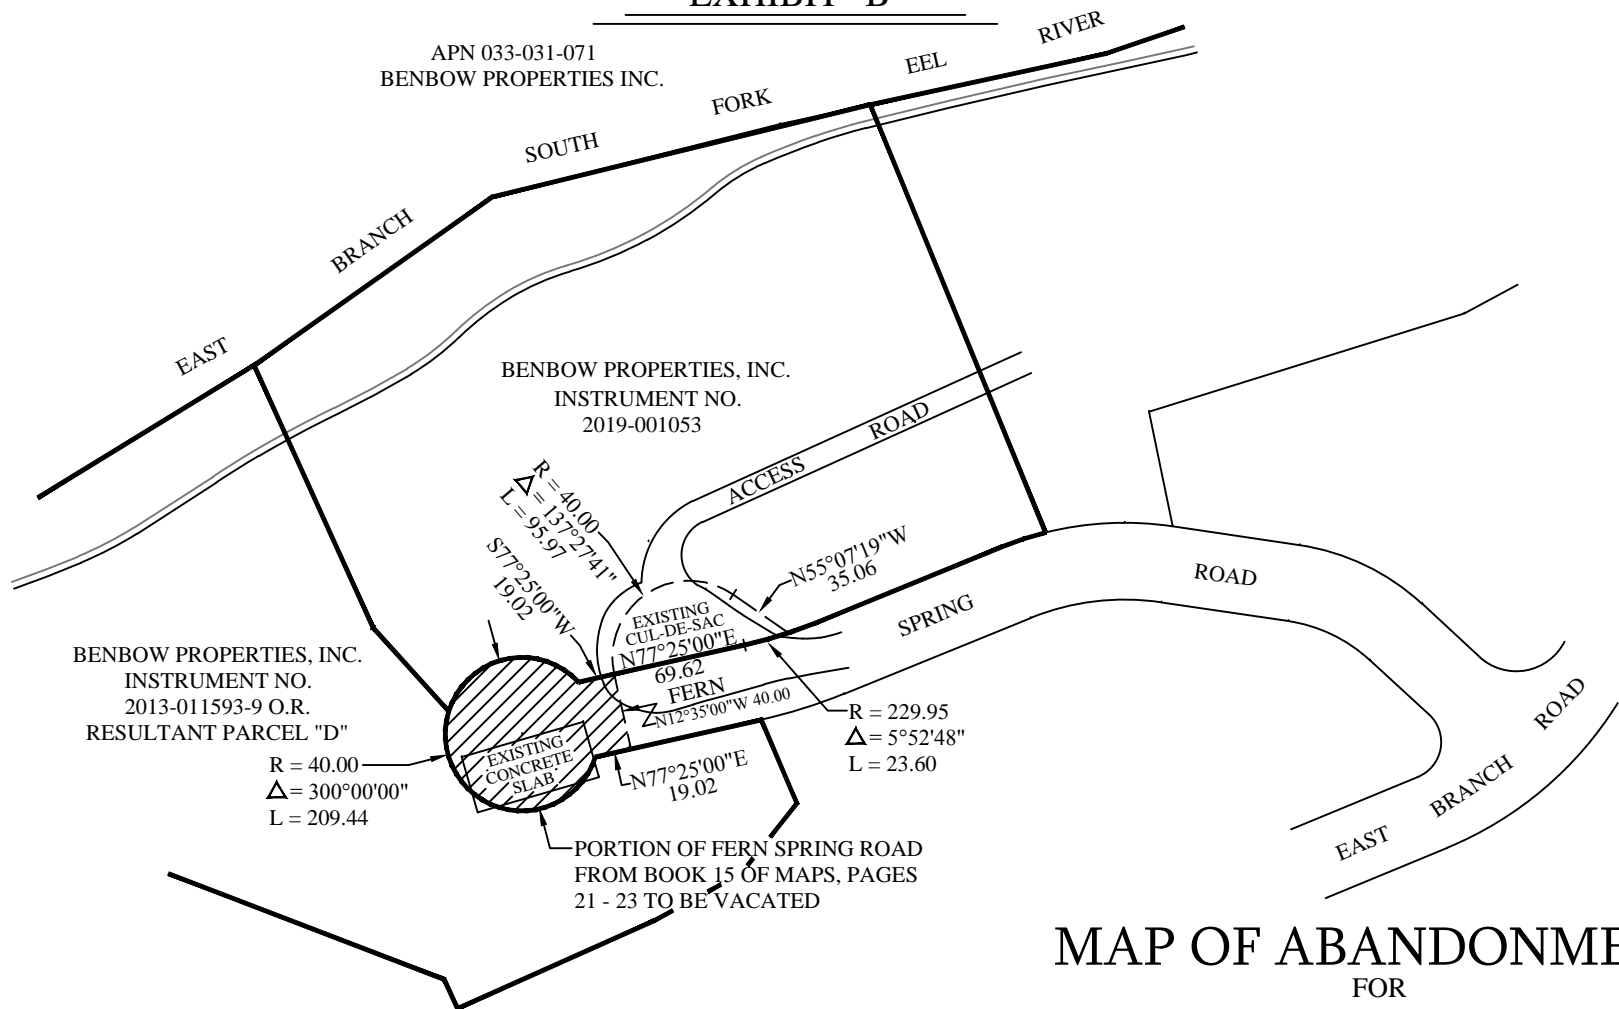 EXHIBIT "B"
APN 033-031-071
BENBOW PROPERTIES INC.
EAST BRANCH SOUTH FORK EEL RIVER
BENBOW PROPERTIES, INC.
INSTRUMENT NO.
2019-001053
ACCESS ROAD
R = 40.00
Δ = 137°27'41"
L = 95.97
S77°25'00"W
19.02
N55°07'19"W
35.06
EXISTING
CUL-DE-SAC
N77°25'00"E
69.62
FERN SPRING ROAD
N12°35'00"W 40.00
BENBOW PROPERTIES, INC.
INSTRUMENT NO.
2013-011593-9 O.R.
RESULTANT PARCEL "D"
R = 40.00
Δ = 300°00'00"
L = 209.44
EXISTING
CONCRETE
SLAB
N77°25'00"E
19.02
R = 229.95
Δ = 5°52'48"
L = 23.60
PORTION OF FERN SPRING ROAD
FROM BOOK 15 OF MAPS, PAGES
21 - 23 TO BE VACATED
EAST BRANCH ROAD
MAP OF ABANDONME
FOR